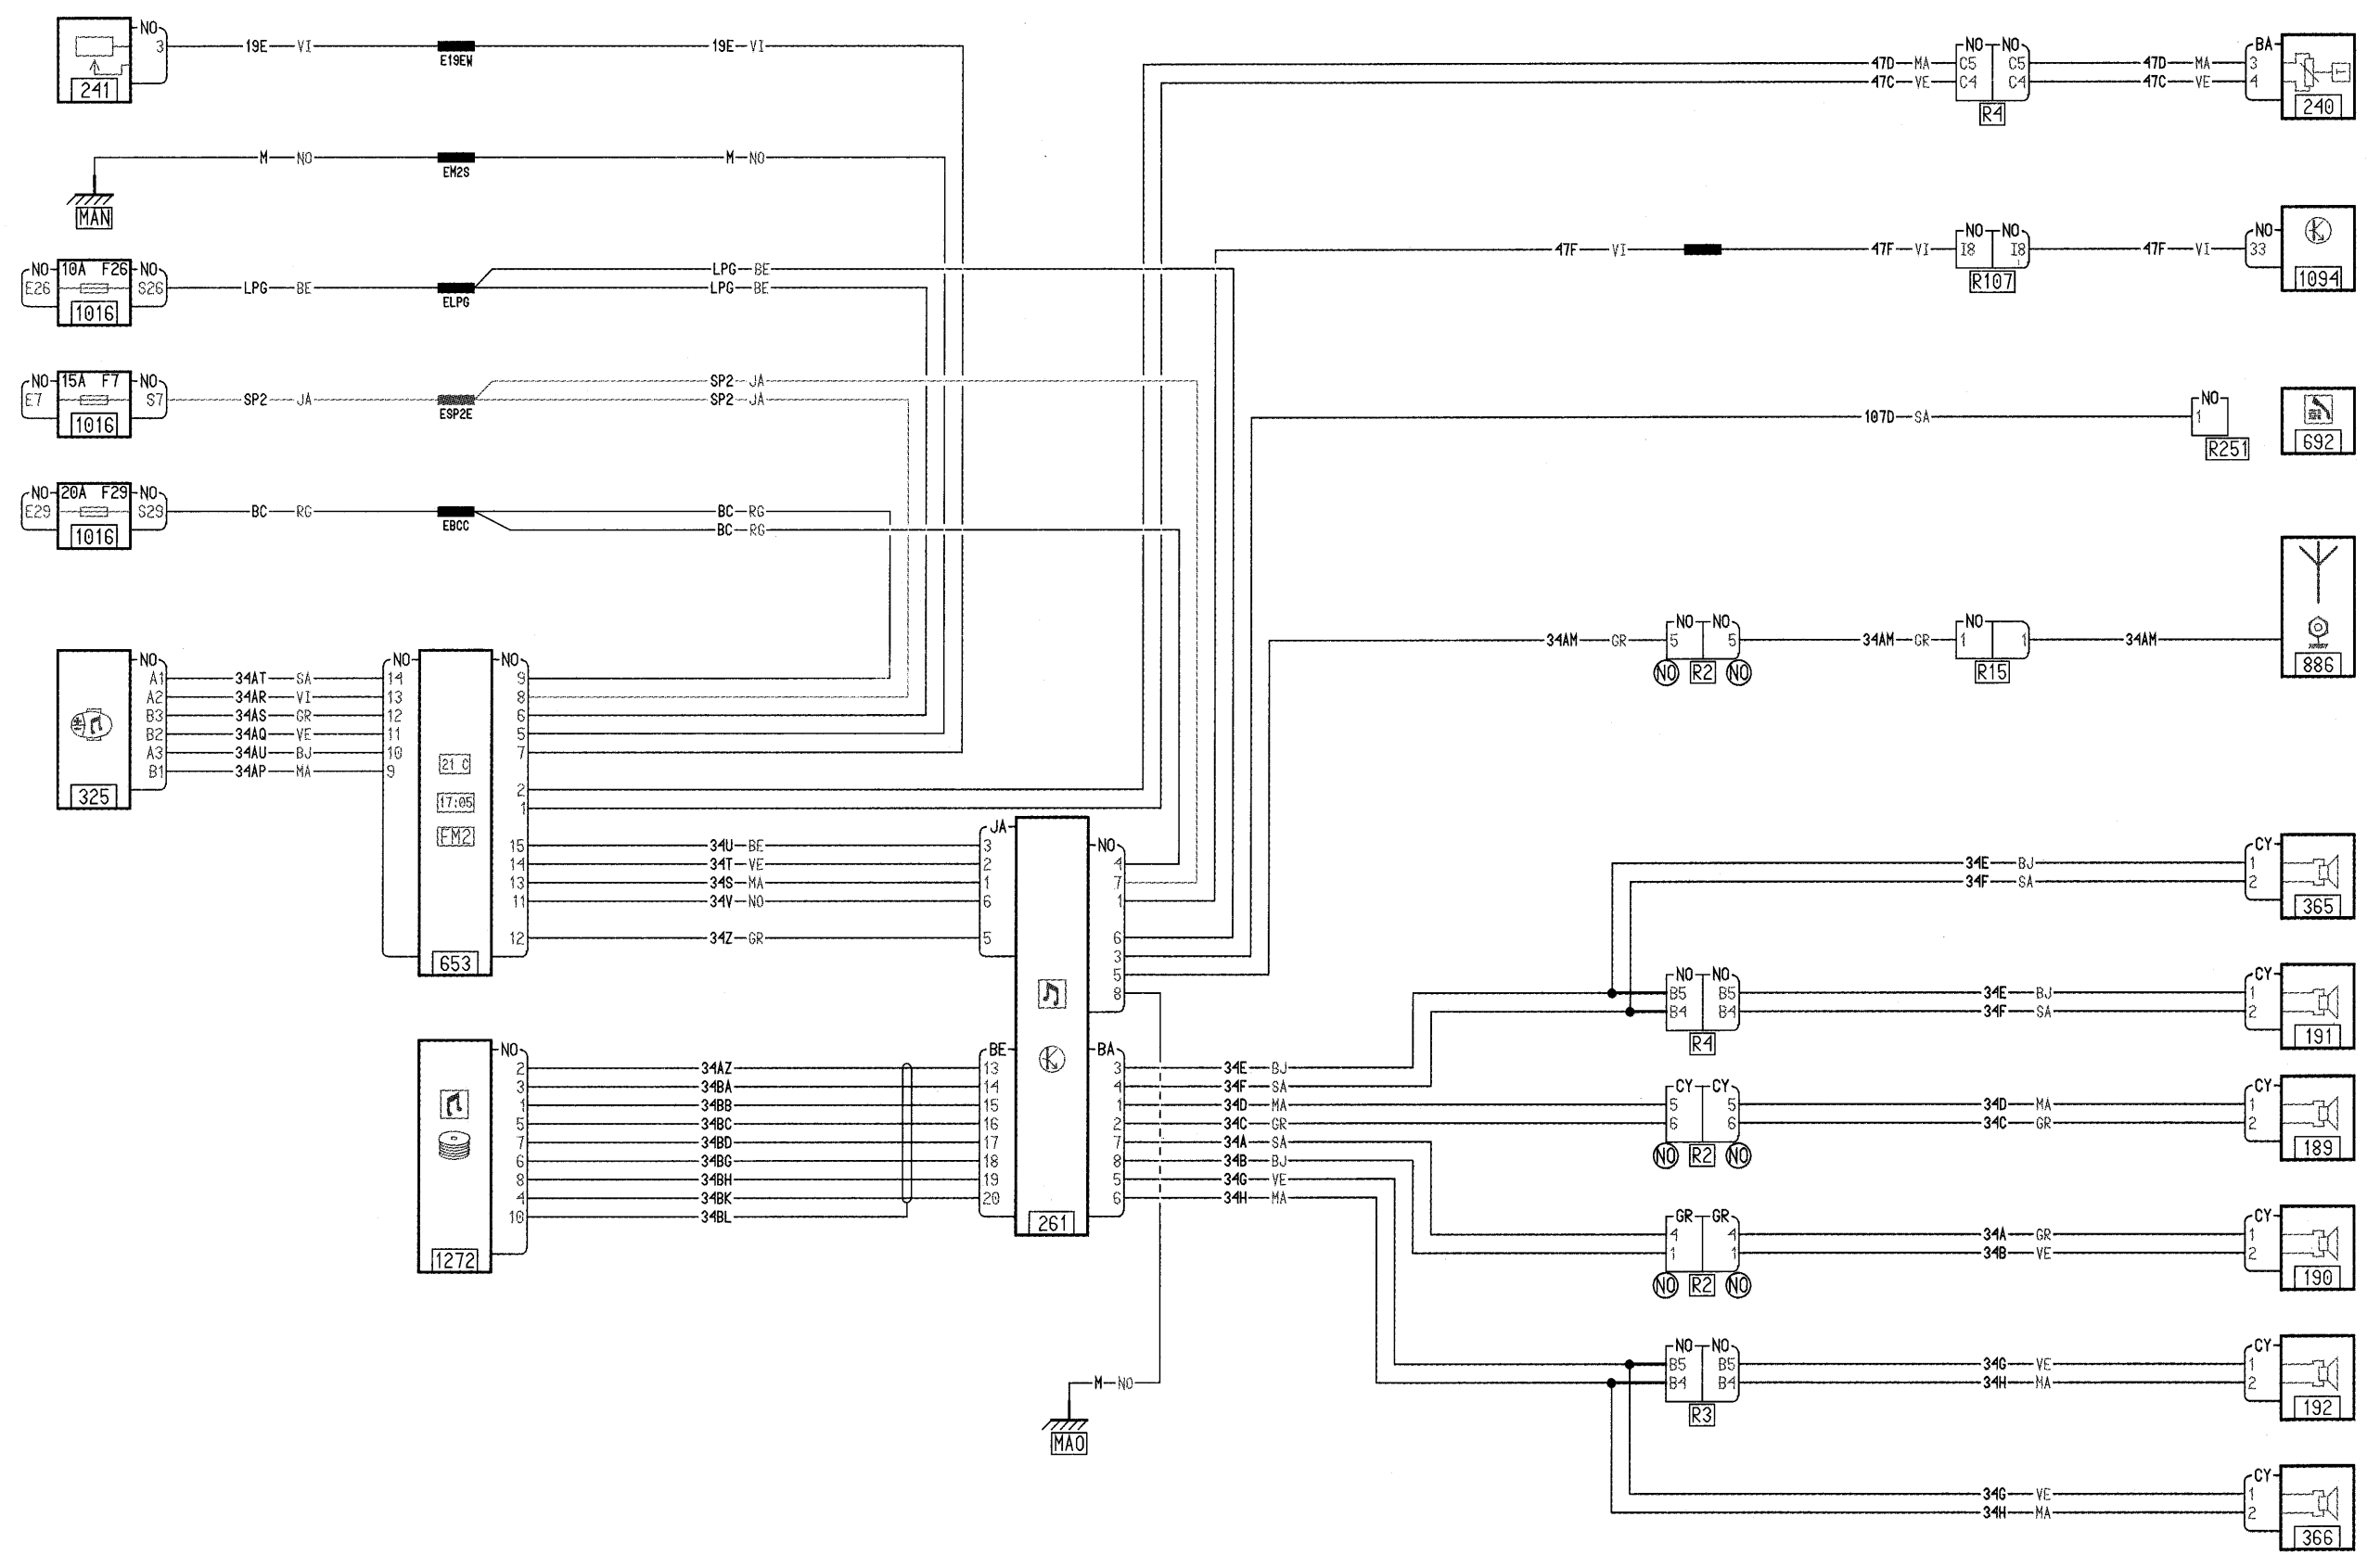 NO
3
19E VI
E19EW
19E VI
241
M NO
EM2S
M NO
MAN
NO 10A F26 NO
E26 S26
1016
LPG BE
ELPG
LPG BE
LPG BE
NO 15A F7 NO
E7 S7
1016
SP2 JA
ESP2E
SP2 JA
SP2 JA
NO 20A F29 NO
E29 S29
1016
BC RG
EBCC
BC RG
BC RG
47D MA
47C VE
NO NO
C5 C5
C4 C4
R4
47D MA
47C VE
BA
3
4
240
47F VI
47F VI
NO NO
I8 I8
R107
47F VI
NO
33
1094
107D SA
NO
1
R251
692
34AM GR
NO NO
5 5
NO R2 NO
34AM GR
NO
1 1
R15
34AM
886
NO
A1 34AT SA 14
A2 34AR VI 13
B3 34AS GR 12
B2 34AQ VE 11
A3 34AU BJ 10
B1 34AP MA 9
325
NO NO
9
8
6
5
7
2
1
21 C
17:05
FM2
653
JA
15 34U BE 3
14 34T VE 2
13 34S MA 1
11 34V NO 6
12 34Z GR 5
NO
4
7
1
6
3
5
8
NO BE
2 34AZ 13
3 34BA 14
1 34BB 15
5 34BC 16
7 34BD 17
6 34BG 18
8 34BH 19
4 34BK 20
10 34BL
1272
261
BA
3 34E BJ
4 34F SA
1 34D MA
2 34C GR
7 34A SA
8 34B BJ
5 34G VE
6 34H MA
M NO
MAO
34E BJ
34F SA
CY
1
2
365
NO NO
B5 B5
B4 B4
R4
34E BJ
34F SA
CY
1
2
191
CY CY
5 5
6 6
NO R2 NO
34D MA
34C GR
CY
1
2
189
GR GR
4 4
1 1
NO R2 NO
34A GR
34B VE
CY
1
2
190
NO NO
B5 B5
B4 B4
R3
34G VE
34H MA
CY
1
2
192
34G VE
34H MA
CY
1
2
366